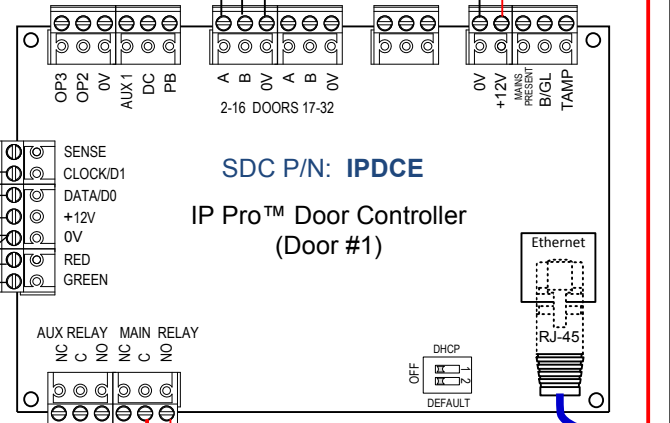 OP3 OP2 0V AUX1 DC PB
A B 0V A B 0V
2-16 DOORS 17-32
0V +12V MAINS PRESENT B/GL TAMP
SENSE
CLOCK/D1
DATA/D0
+12V
0V
RED
GREEN
SDC P/N: IPDCE
IP Pro™ Door Controller
(Door #1)
Ethernet
RJ-45
AUX RELAY MAIN RELAY
NC C NO NC C NO
DHCP
OFF
1
2
DEFAULT